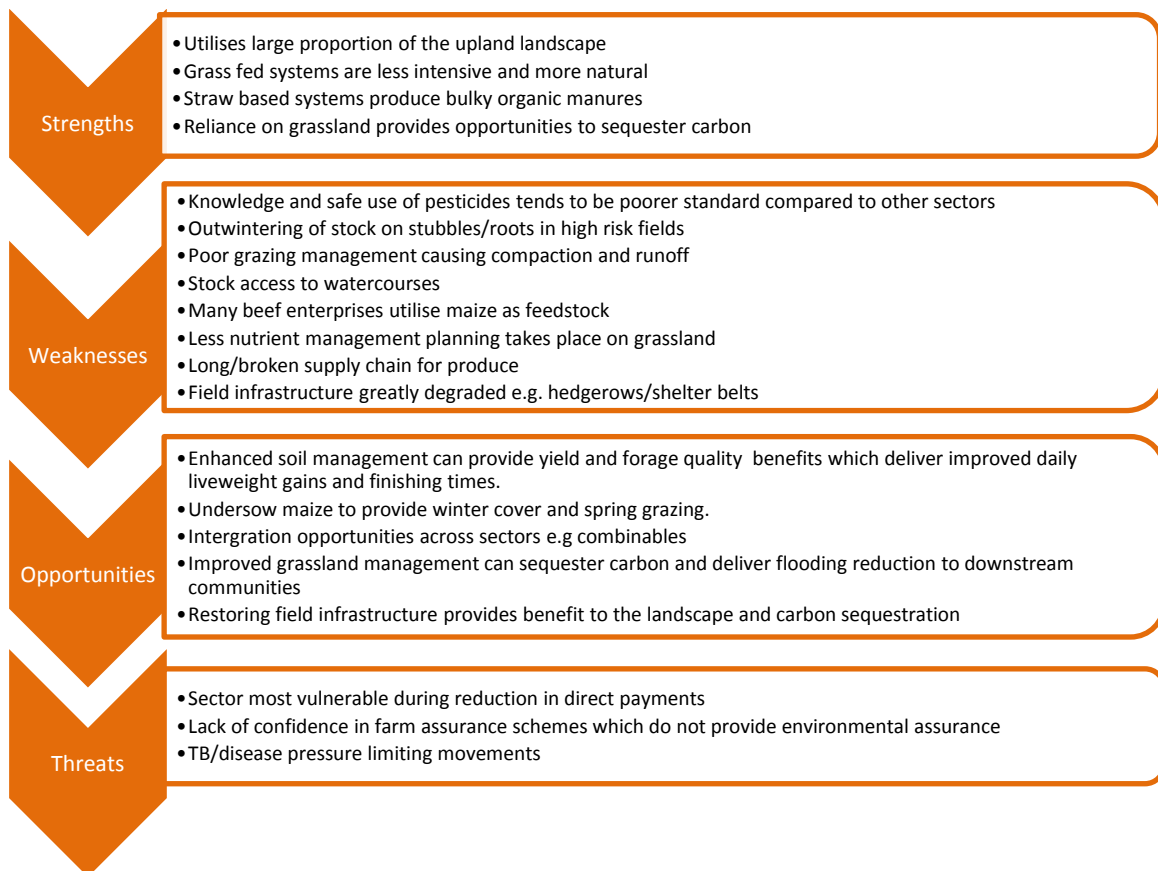 Strengths
•Utilises large proportion of the upland landscape
•Grass fed systems are less intensive and more natural
•Straw based systems produce bulky organic manures
•Reliance on grassland provides opportunities to sequester carbon
Weaknesses
•Knowledge and safe use of pesticides tends to be poorer standard compared to other sectors
•Outwintering of stock on stubbles/roots in high risk fields
•Poor grazing management causing compaction and runoff
•Stock access to watercourses
•Many beef enterprises utilise maize as feedstock
•Less nutrient management planning takes place on grassland
•Long/broken supply chain for produce
•Field infrastructure greatly degraded e.g. hedgerows/shelter belts
Opportunities
•Enhanced soil management can provide yield and forage quality benefits which deliver improved daily
liveweight gains and finishing times.
•Undersow maize to provide winter cover and spring grazing.
•Intergration opportunities across sectors e.g combinables
•Improved grassland management can sequester carbon and deliver flooding reduction to downstream
communities
•Restoring field infrastructure provides benefit to the landscape and carbon sequestration
Threats
•Sector most vulnerable during reduction in direct payments
•Lack of confidence in farm assurance schemes which do not provide environmental assurance
•TB/disease pressure limiting movements